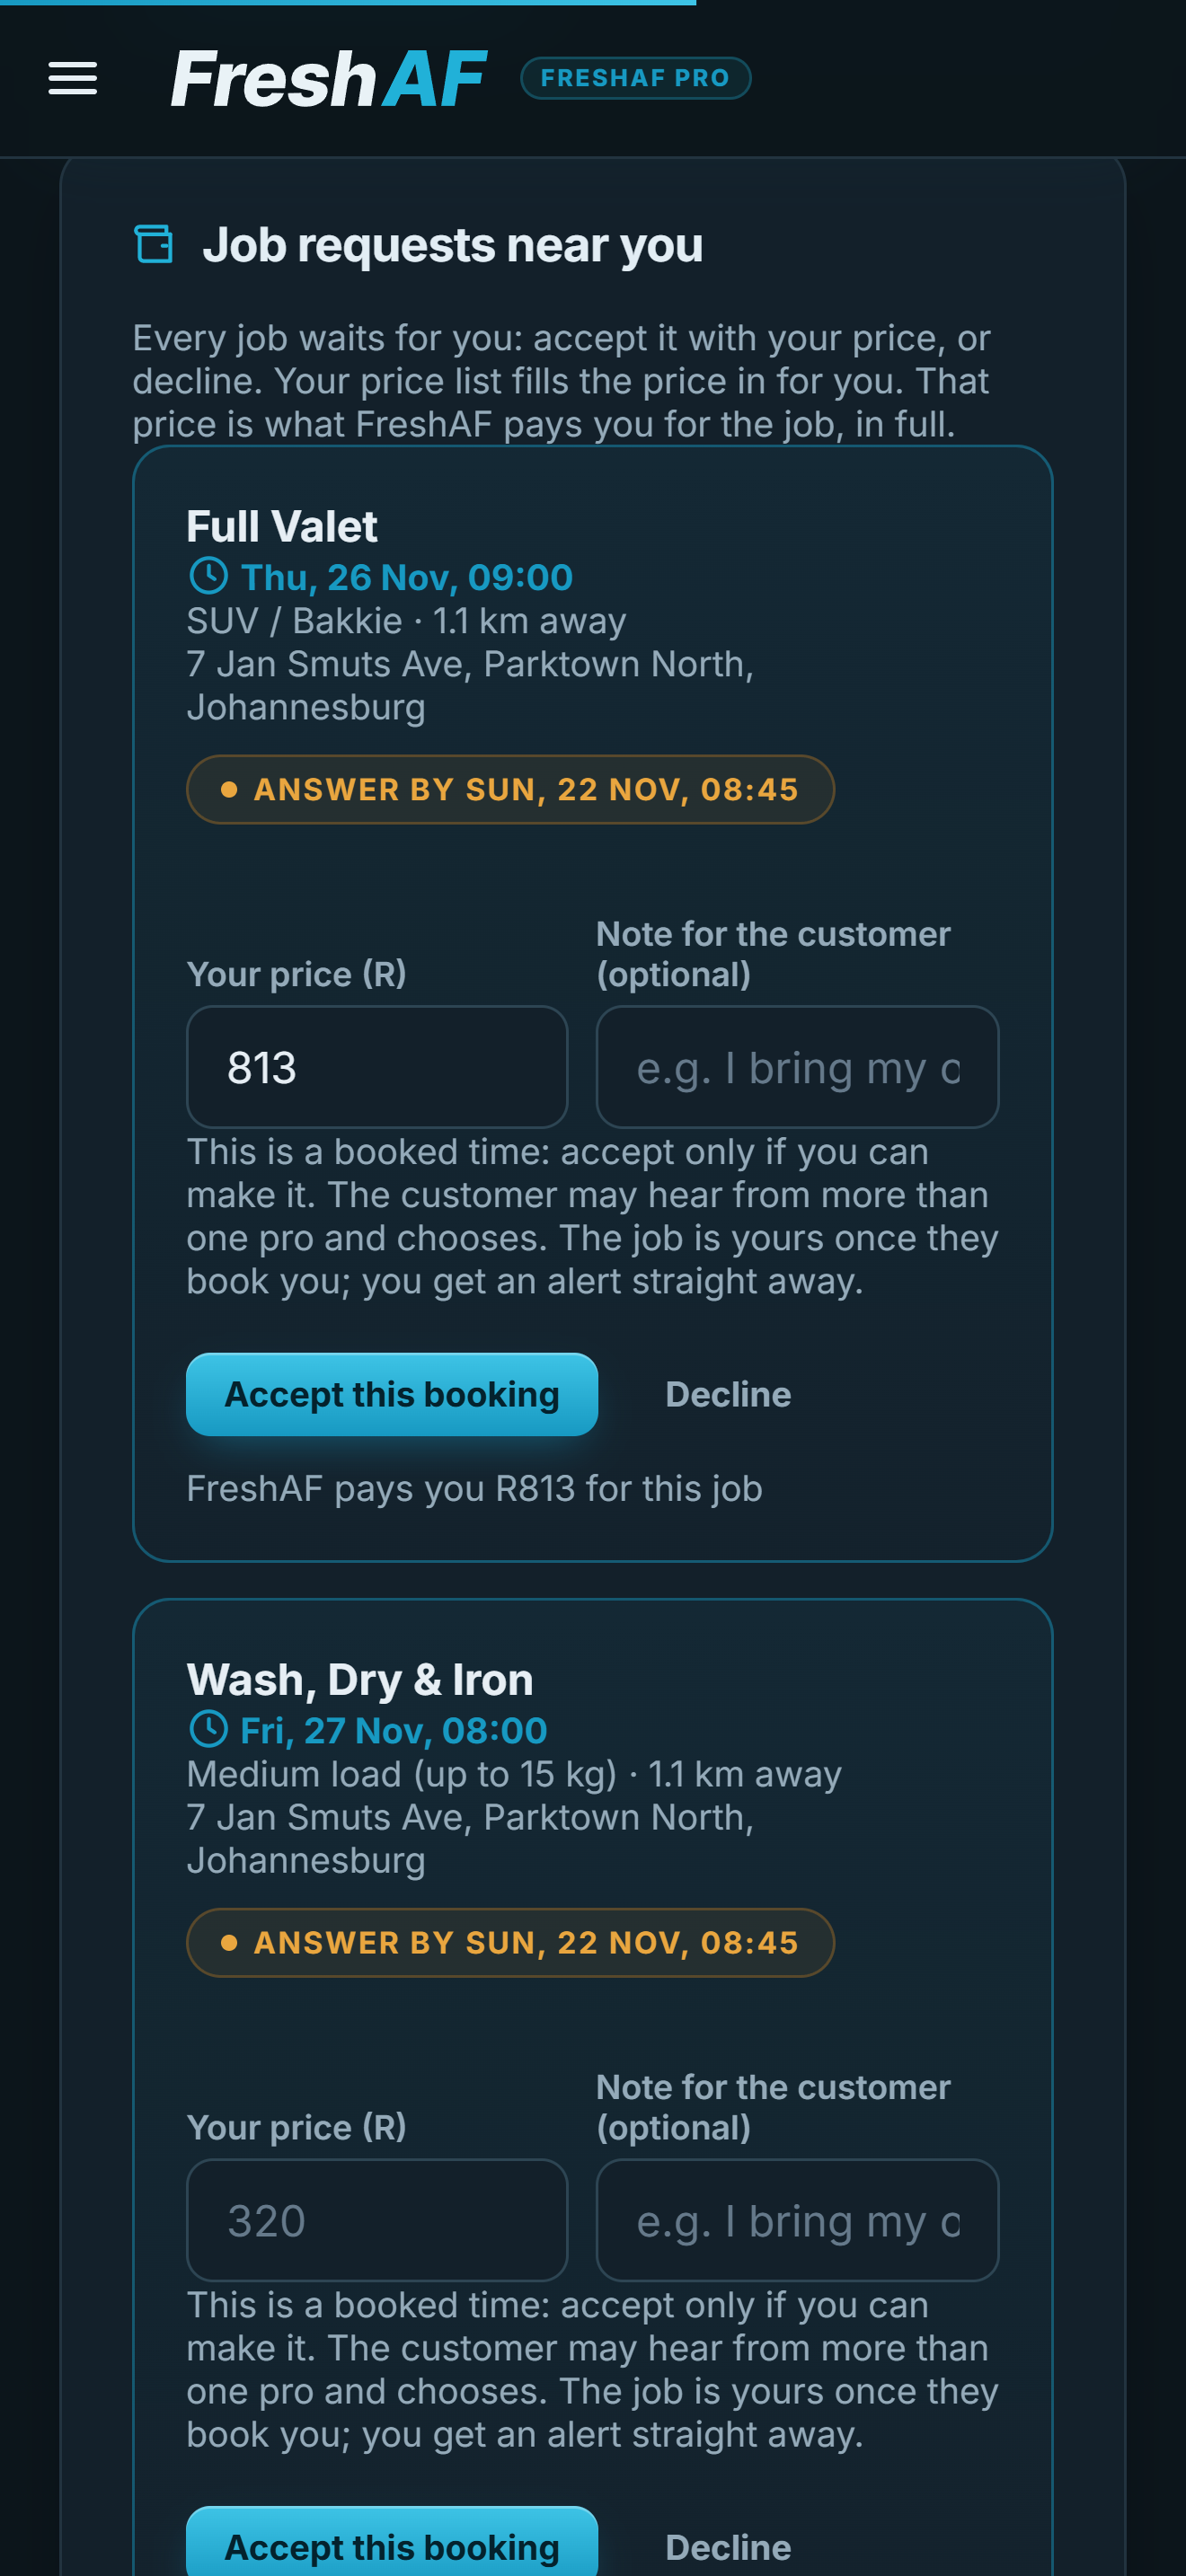 FreshAF
FRESHAF PRO
Job requests near you
Every job waits for you: accept it with your price, or
decline. Your price list fills the price in for you. That
price is what FreshAF pays you for the job, in full.
Full Valet
Thu, 26 Nov, 09:00
SUV / Bakkie · 1.1 km away
7 Jan Smuts Ave, Parktown North,
Johannesburg
ANSWER BY SUN, 22 NOV, 08:45
Your price (R)
Note for the customer
(optional)
813
e.g. I bring my
This is a booked time: accept only if you can
make it. The customer may hear from more than
one pro and chooses. The job is yours once they
book you; you get an alert straight away.
Accept this booking
Decline
FreshAF pays you R813 for this job
Wash, Dry & Iron
Fri, 27 Nov, 08:00
Medium load (up to 15 kg) · 1.1 km away
7 Jan Smuts Ave, Parktown North,
Johannesburg
ANSWER BY SUN, 22 NOV, 08:45
Your price (R)
Note for the customer
(optional)
320
e.g. I bring my
This is a booked time: accept only if you can
make it. The customer may hear from more than
one pro and chooses. The job is yours once they
book you; you get an alert straight away.
Accept this booking
Decline